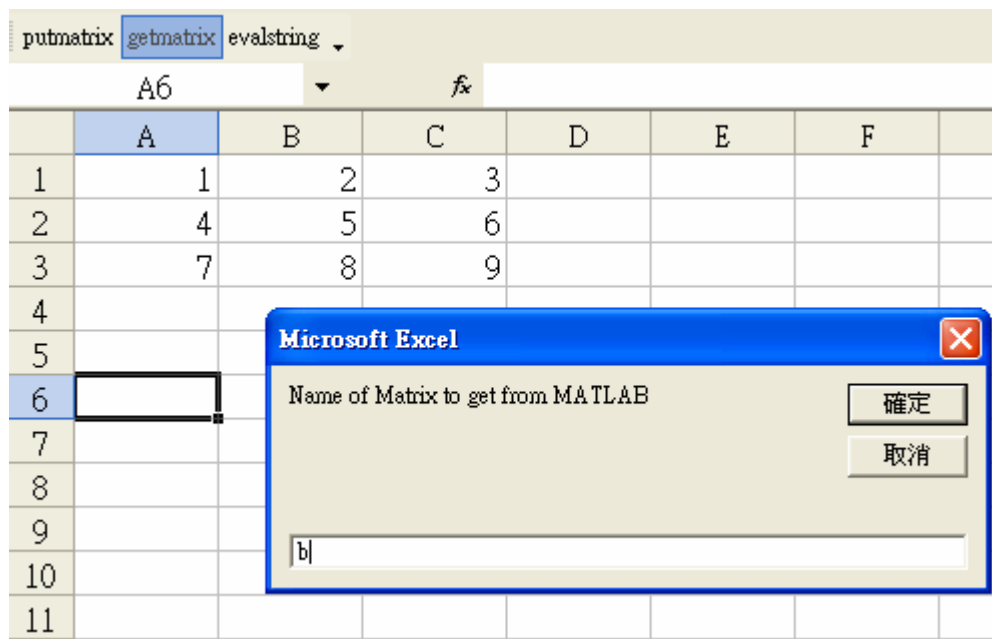 putmatrix getmatrix evalstring
A6 fx
A B C D E F
1 1 2 3
2 4 5 6
3 7 8 9
4
5
6
7
8
9
10
11
Microsoft Excel
Name of Matrix to get from MATLAB
確定
取消
b